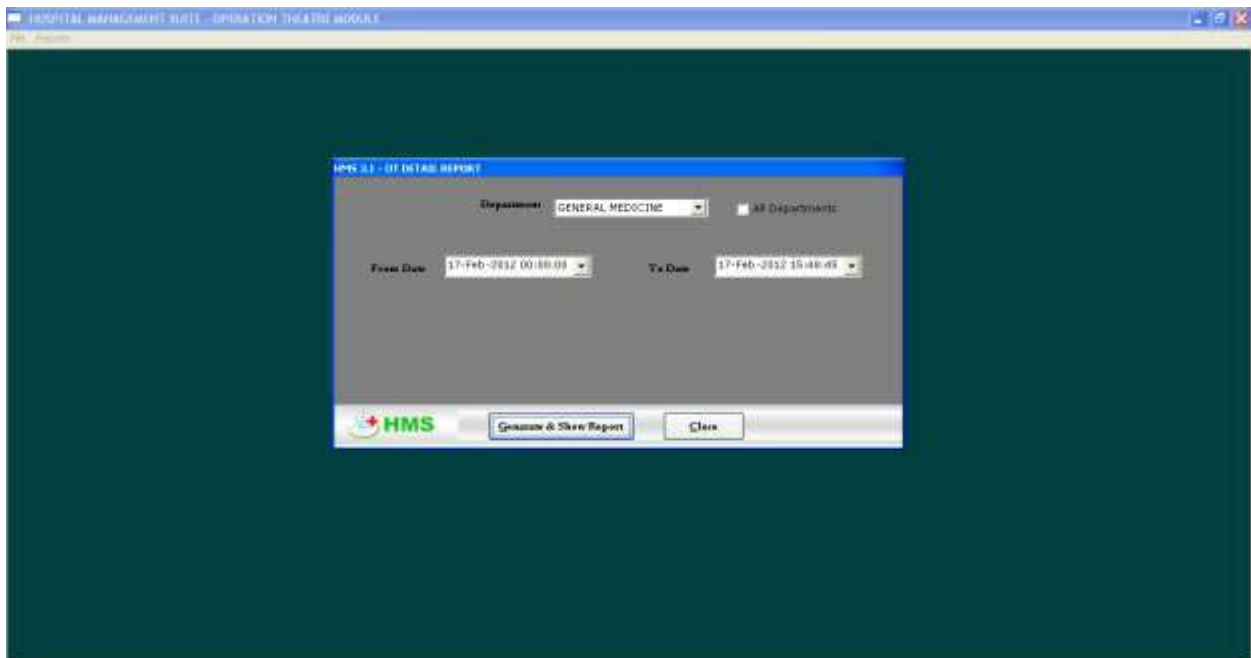 HOSPITAL MANAGEMENT SUITE - OPERATION THEATRE MODULE
File Reports
HMS 3.1 - OT DETAIL REPORT
Department GENERAL MEDICINE All Departments
From Date 17-Feb-2012 00:00:00 To Date 17-Feb-2012 15:48:45
HMS Generate & Show Report Close